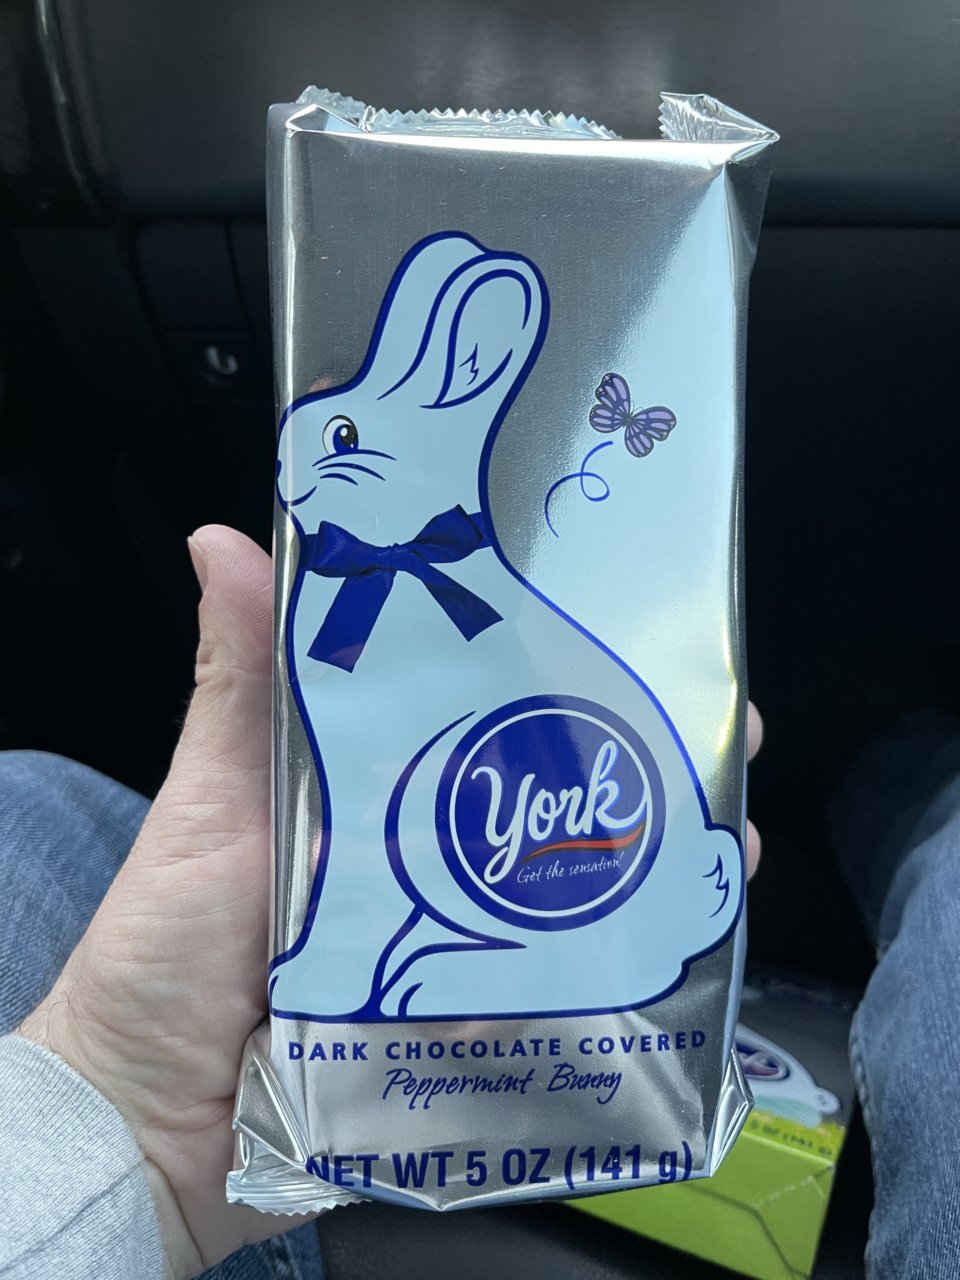 York
Get the sensation!
DARK CHOCOLATE COVERED
Peppermint Bunny
NET WT 5 OZ (141 g)